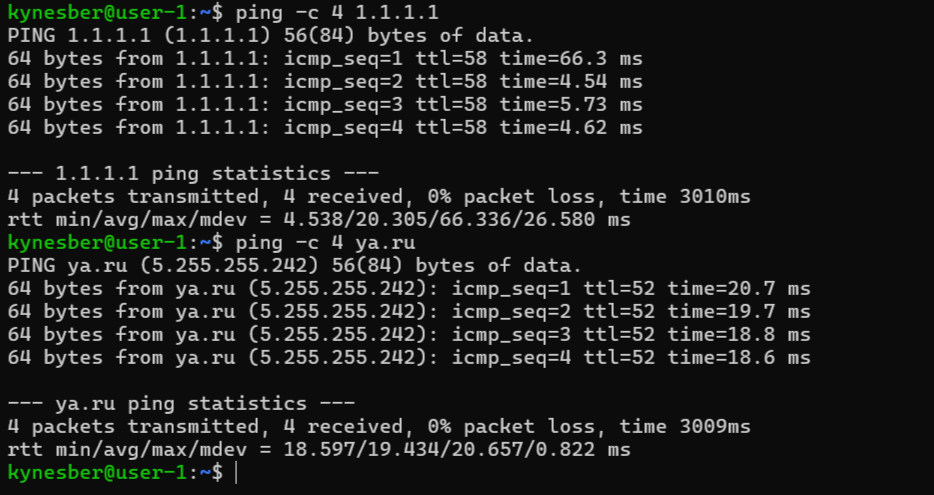 kynesber@user-1:~$ ping -c 4 1.1.1.1
PING 1.1.1.1 (1.1.1.1) 56(84) bytes of data.
64 bytes from 1.1.1.1: icmp_seq=1 ttl=58 time=66.3 ms
64 bytes from 1.1.1.1: icmp_seq=2 ttl=58 time=4.54 ms
64 bytes from 1.1.1.1: icmp_seq=3 ttl=58 time=5.73 ms
64 bytes from 1.1.1.1: icmp_seq=4 ttl=58 time=4.62 ms

--- 1.1.1.1 ping statistics ---
4 packets transmitted, 4 received, 0% packet loss, time 3010ms
rtt min/avg/max/mdev = 4.538/20.305/66.336/26.580 ms
kynesber@user-1:~$ ping -c 4 ya.ru
PING ya.ru (5.255.255.242) 56(84) bytes of data.
64 bytes from ya.ru (5.255.255.242): icmp_seq=1 ttl=52 time=20.7 ms
64 bytes from ya.ru (5.255.255.242): icmp_seq=2 ttl=52 time=19.7 ms
64 bytes from ya.ru (5.255.255.242): icmp_seq=3 ttl=52 time=18.8 ms
64 bytes from ya.ru (5.255.255.242): icmp_seq=4 ttl=52 time=18.6 ms

--- ya.ru ping statistics ---
4 packets transmitted, 4 received, 0% packet loss, time 3009ms
rtt min/avg/max/mdev = 18.597/19.434/20.657/0.822 ms
kynesber@user-1:~$